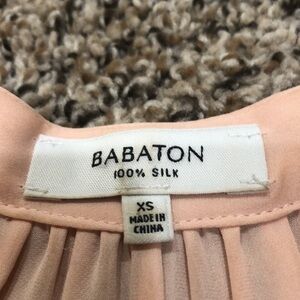 BABATON
100% SILK
XS
MADE IN
CHINA